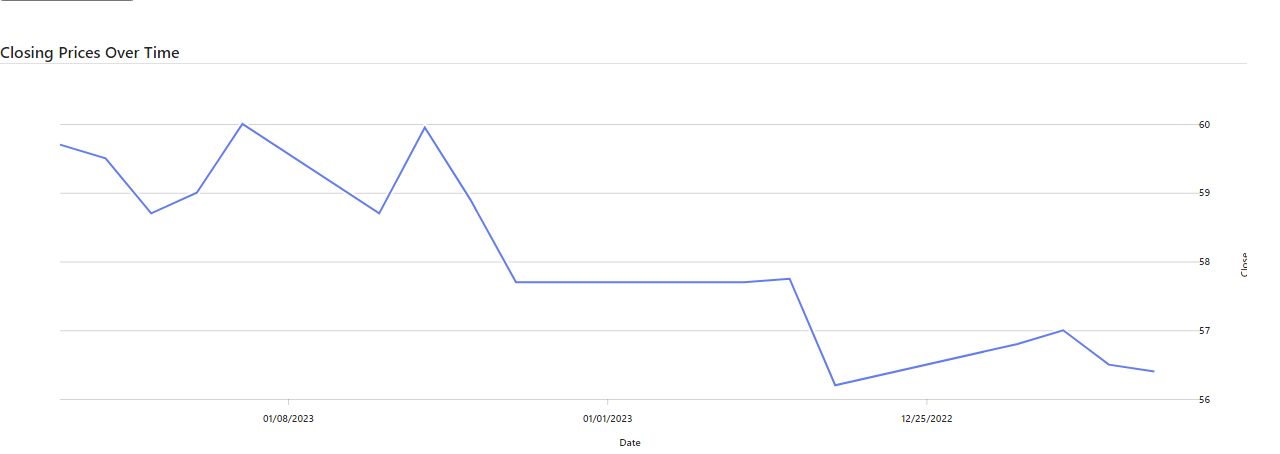 Closing Prices Over Time
60
59
58
57
56
Close
01/08/2023
01/01/2023
12/25/2022
Date